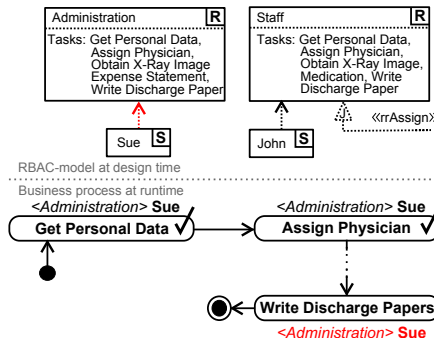 Administration R
Tasks: Get Personal Data,
Assign Physician,
Obtain X-Ray Image
Expense Statement,
Write Discharge Paper
Staff R
Tasks: Get Personal Data,
Assign Physician,
Obtain X-Ray Image,
Medication, Write
Discharge Paper
«rrAssign»
Sue S
John S
RBAC-model at design time
Business process at runtime
<Administration> Sue
Get Personal Data
<Administration> Sue
Assign Physician
Write Discharge Papers
<Administration> Sue